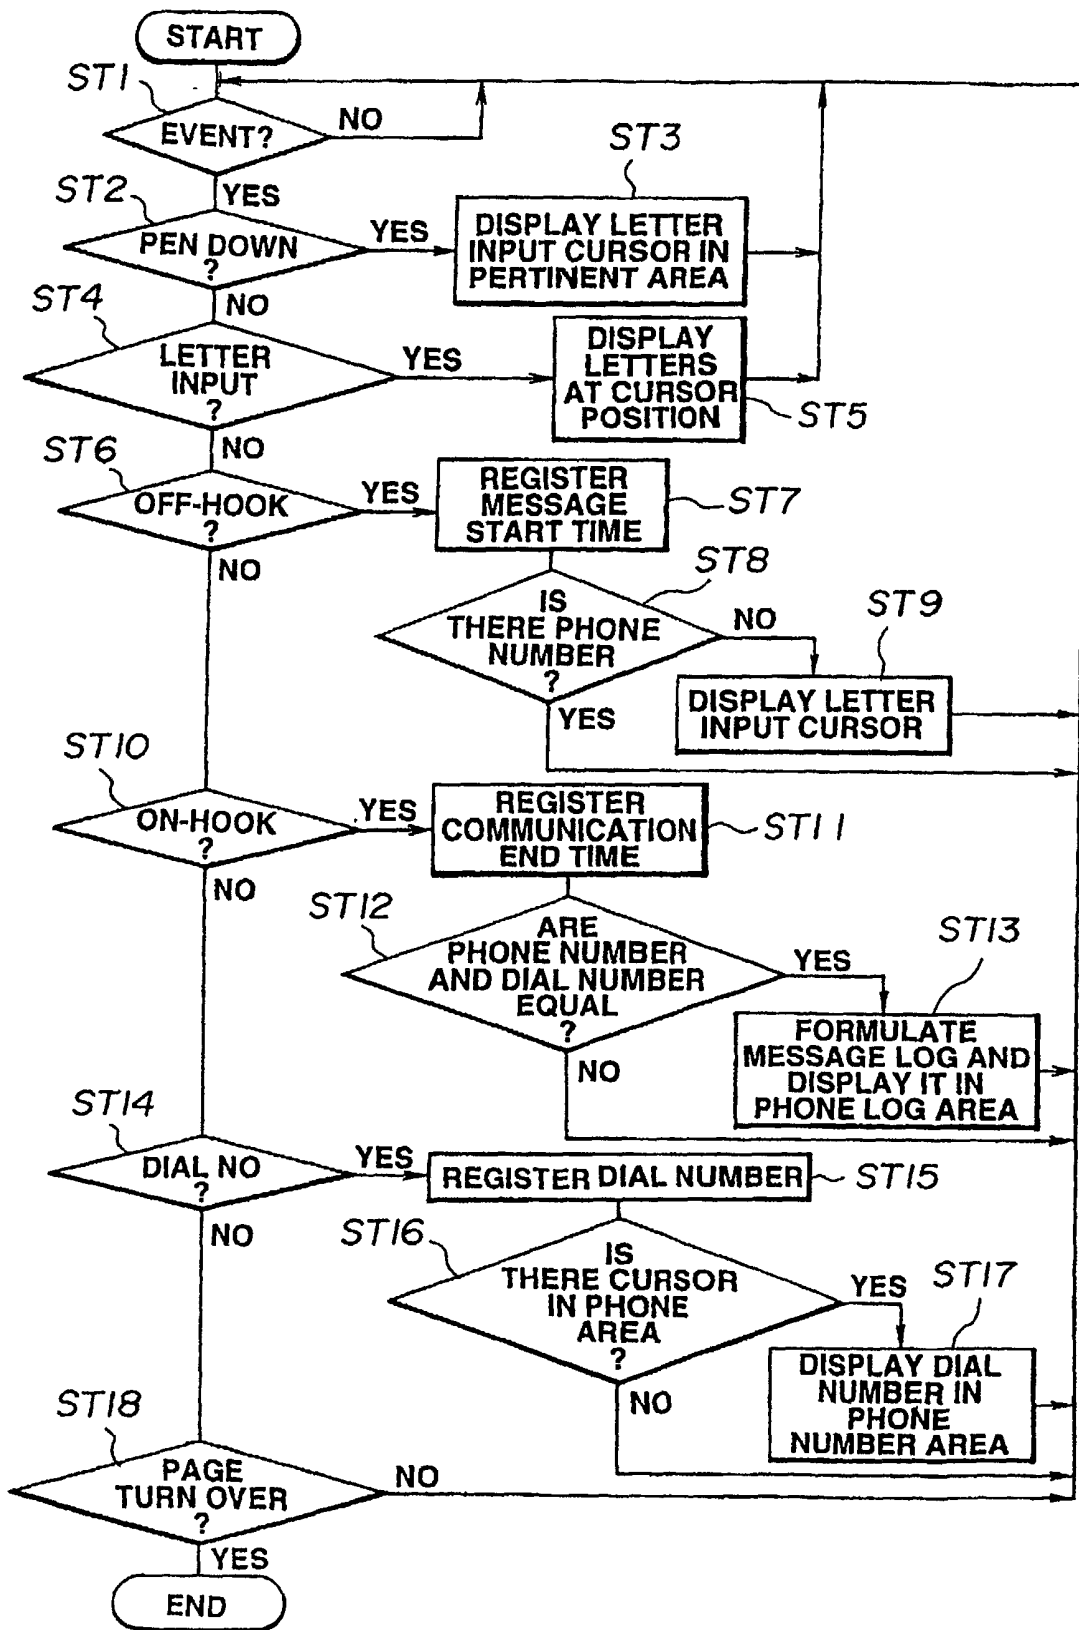 START
ST1
EVENT?
NO
YES
ST2
PEN DOWN
?
YES
NO
ST3
DISPLAY LETTER
INPUT CURSOR IN
PERTINENT AREA
ST4
LETTER
INPUT
?
YES
NO
DISPLAY
LETTERS
AT CURSOR
POSITION
ST5
ST6
OFF-HOOK
?
YES
NO
REGISTER
MESSAGE
START TIME
ST7
ST8
IS
THERE PHONE
NUMBER
?
NO
YES
ST9
DISPLAY LETTER
INPUT CURSOR
ST10
ON-HOOK
?
YES
NO
REGISTER
COMMUNICATION
END TIME
ST11
ST12
ARE
PHONE NUMBER
AND DIAL NUMBER
EQUAL
?
YES
NO
ST13
FORMULATE
MESSAGE LOG AND
DISPLAY IT IN
PHONE LOG AREA
ST14
DIAL NO
?
YES
NO
REGISTER DIAL NUMBER
ST15
ST16
IS
THERE CURSOR
IN PHONE
AREA
?
YES
NO
ST17
DISPLAY DIAL
NUMBER IN
PHONE
NUMBER AREA
ST18
PAGE
TURN OVER
?
NO
YES
END